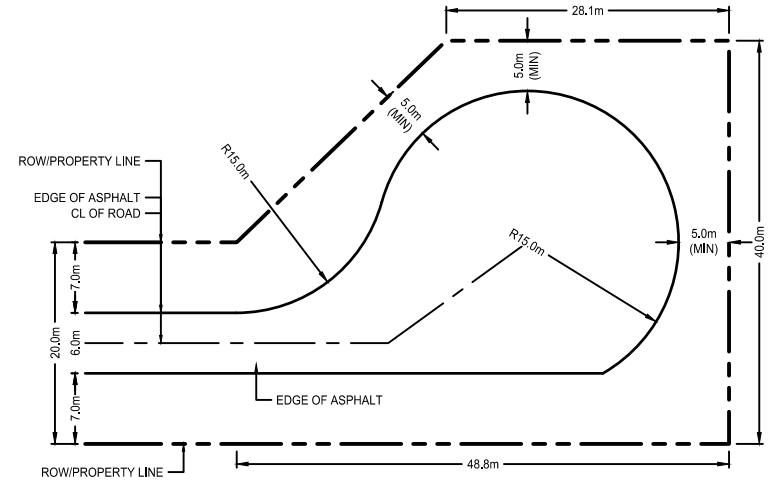 28.1m
5.0m
(MIN)
5.0m
(MIN)
R15.0m
ROW/PROPERTY LINE
EDGE OF ASPHALT
CL OF ROAD
R15.0m
5.0m
(MIN)
40.0m
7.0m
20.0m
6.0m
7.0m
EDGE OF ASPHALT
ROW/PROPERTY LINE
48.8m